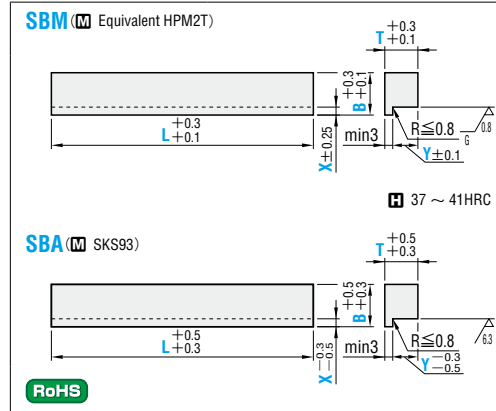 SBM (M Equivalent HPM2T)
T +0.3 +0.1
B +0.3 +0.1
L +0.3 +0.1
X±0.25
min3
R≦0.8
Y±0.1
0.8
G
H 37 ~ 41HRC
SBA (M SKS93)
T +0.5 +0.3
B +0.5 +0.3
L +0.5 +0.3
X −0.3 −0.5
min3
R≦0.8
Y −0.3 −0.5
6.3
RoHS